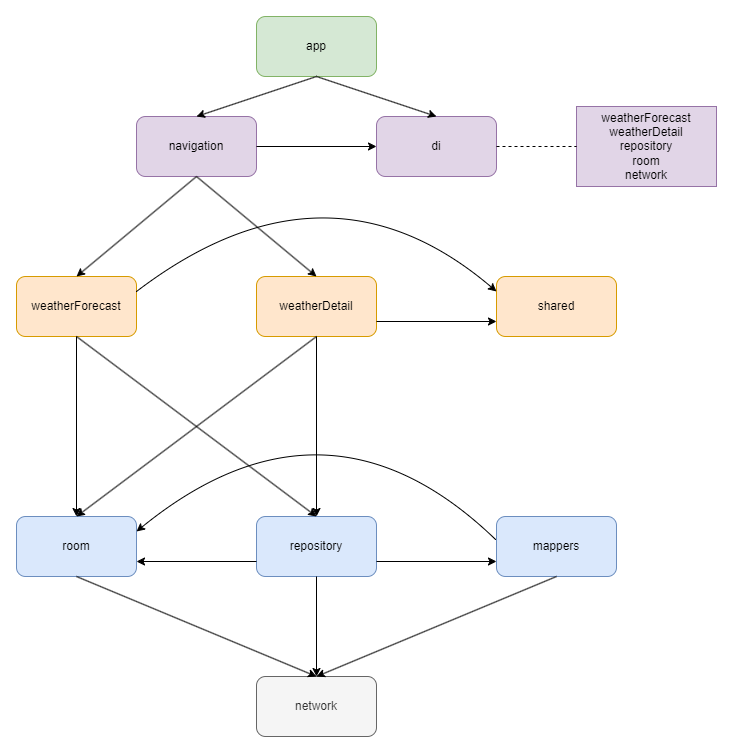 app
navigation
di
weatherForecast
weatherDetail
repository
room
network
weatherForecast
weatherDetail
shared
room
repository
mappers
network